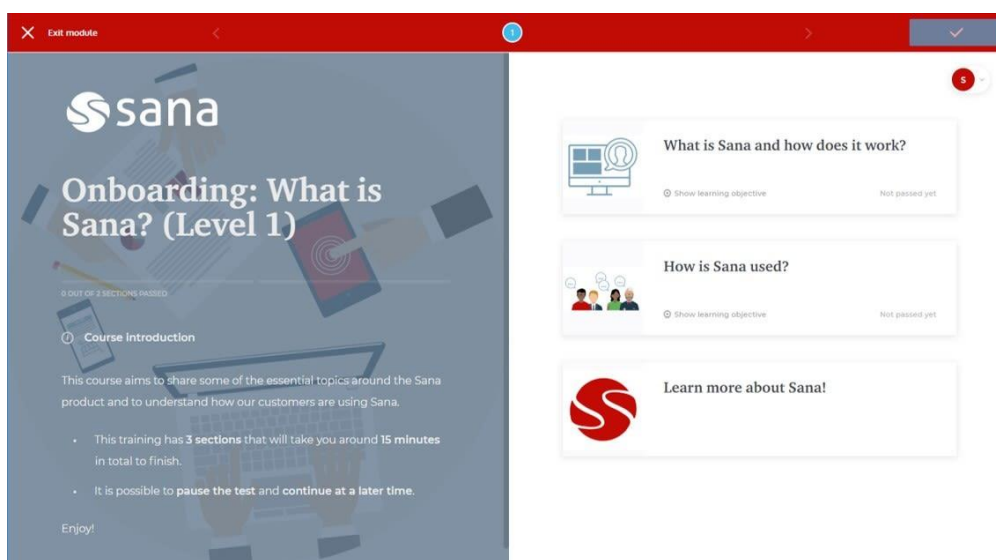 Exit module
1
S
sana
Onboarding: What is
Sana? (Level 1)
0 OUT OF 2 SECTIONS PASSED
Course introduction
This course aims to share some of the essential topics around the Sana
product and to understand how our customers are using Sana.
• This training has 3 sections that will take you around 15 minutes
in total to finish.
• It is possible to pause the test and continue at a later time.
Enjoy!
What is Sana and how does it work?
Show learning objective
Not passed yet
How is Sana used?
Show learning objective
Not passed yet
Learn more about Sana!